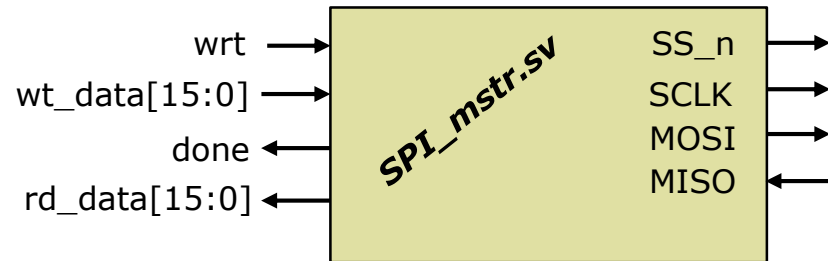 wrt
wt_data[15:0]
done
rd_data[15:0]
SPI_mstr.sv
SS_n
SCLK
MOSI
MISO